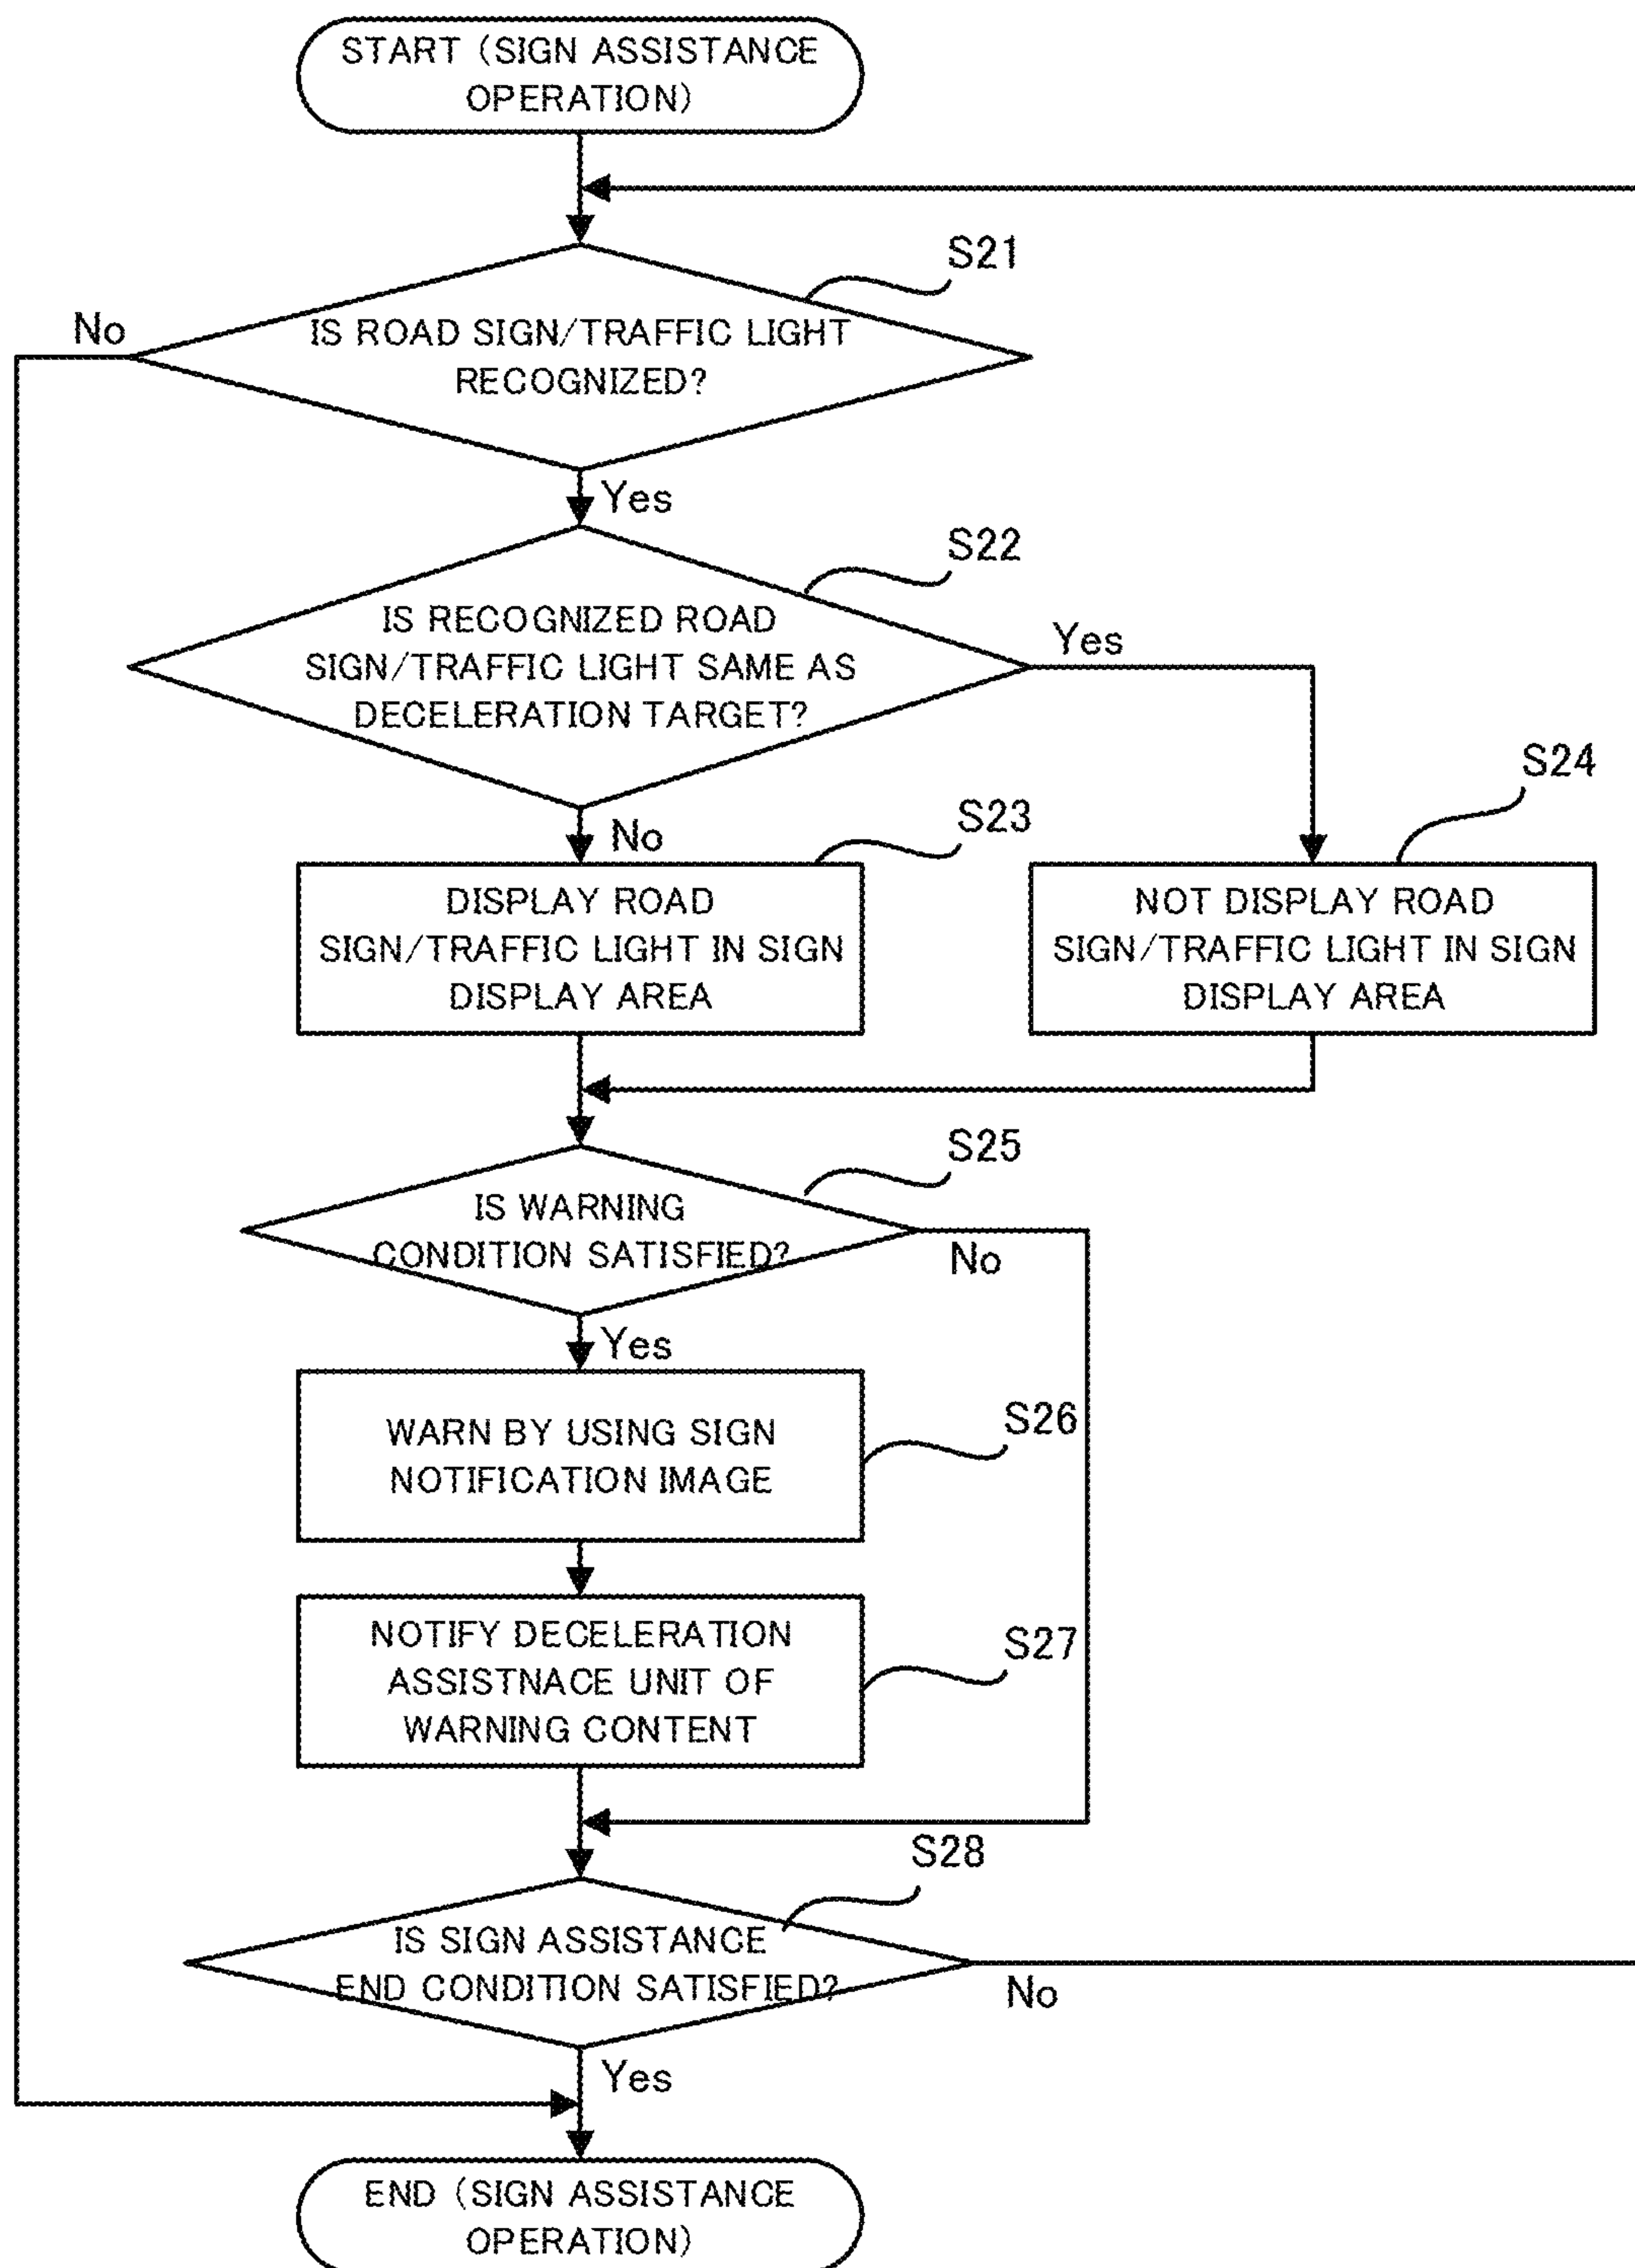 START (SIGN ASSISTANCE
OPERATION)
S21
No
IS ROAD SIGN/TRAFFIC LIGHT
RECOGNIZED?
Yes
S22
IS RECOGNIZED ROAD
SIGN/TRAFFIC LIGHT SAME AS
DECELERATION TARGET?
Yes
S24
S23
No
DISPLAY ROAD
SIGN/TRAFFIC LIGHT IN SIGN
DISPLAY AREA
NOT DISPLAY ROAD
SIGN/TRAFFIC LIGHT IN SIGN
DISPLAY AREA
S25
IS WARNING
CONDITION SATISFIED?
No
Yes
S26
WARN BY USING SIGN
NOTIFICATION IMAGE
S27
NOTIFY DECELERATION
ASSISTNACE UNIT OF
WARNING CONTENT
S28
IS SIGN ASSISTANCE
END CONDITION SATISFIED?
No
Yes
END (SIGN ASSISTANCE
OPERATION)